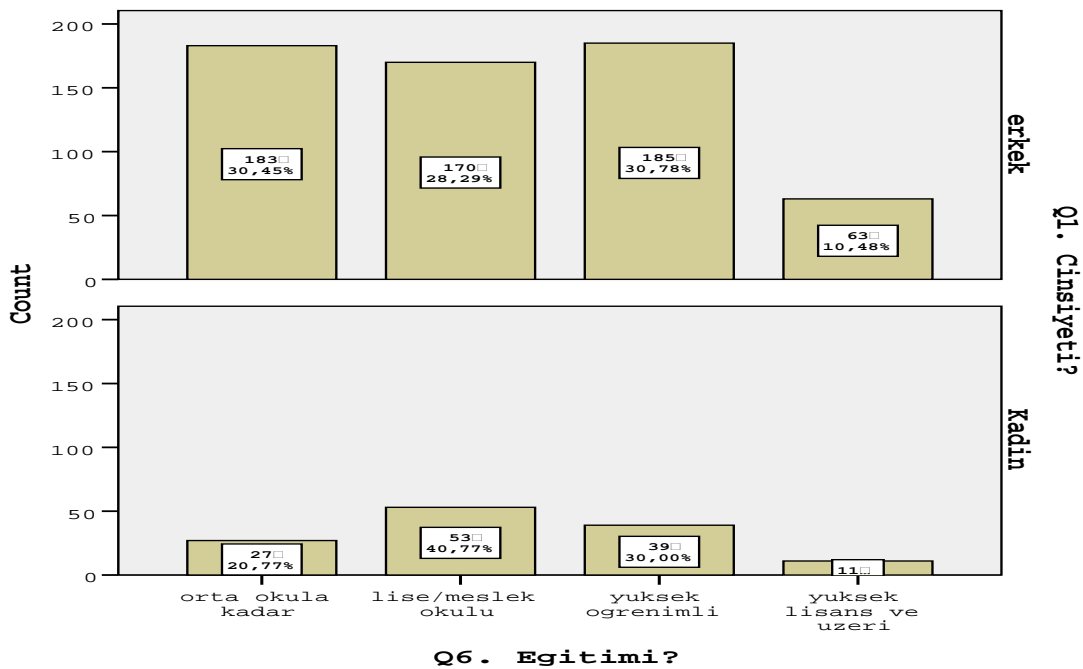 200
150
100
50
0
183
30,45%
170
28,29%
185
30,78%
63
10,48%
erkek
200
150
100
50
0
27
20,77%
53
40,77%
39
30,00%
11
Kadin
Count
Q1. Cinsiyeti?
orta okula
kadar
lise/meslek
okulu
yuksek
ogrenimli
yuksek
lisans ve
uzeri
Q6. Egitimi?